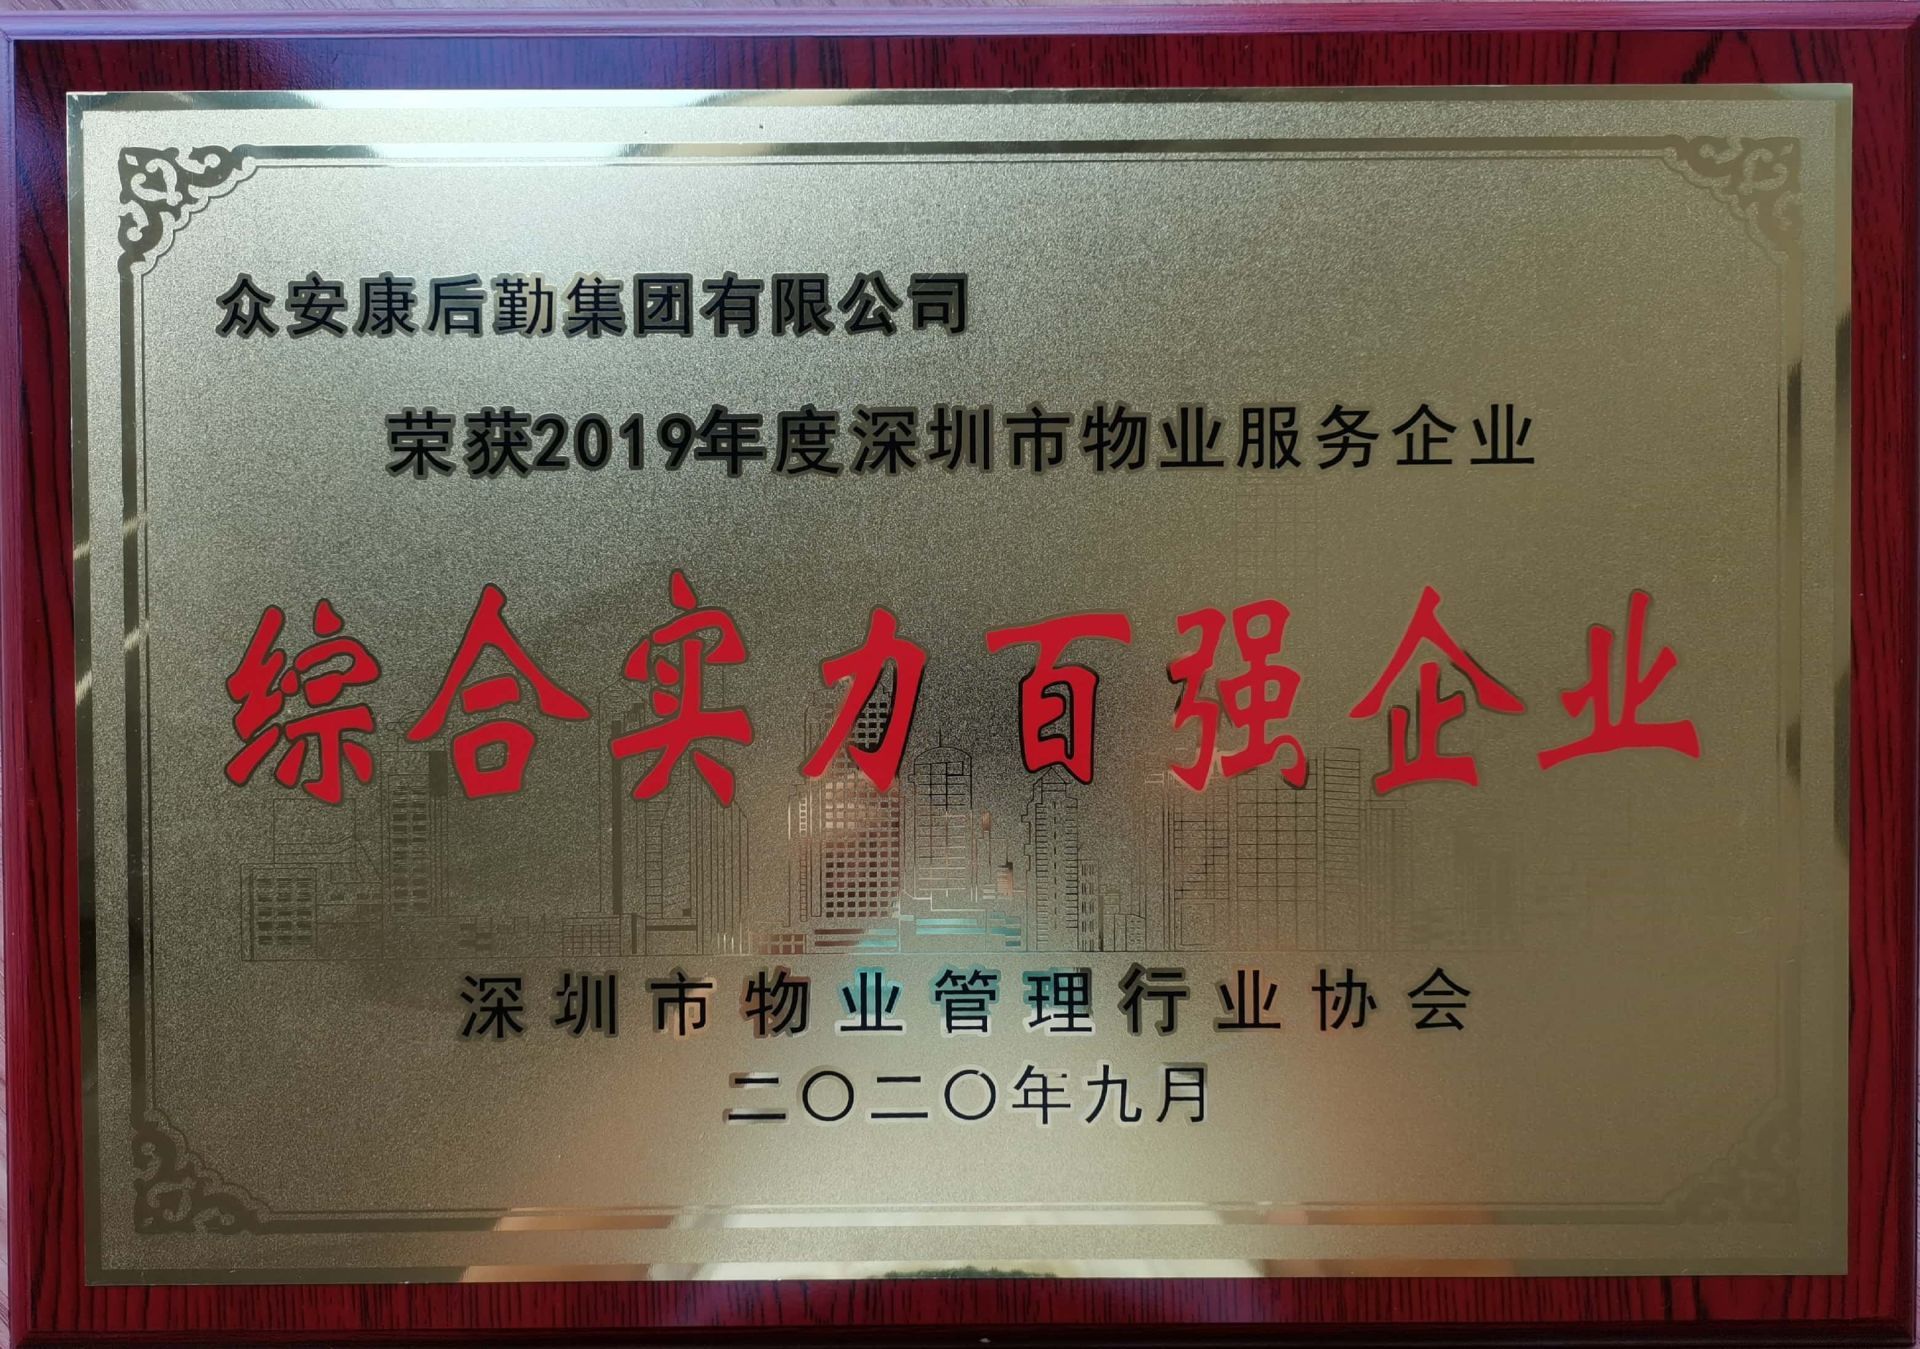 众安康后勤集团有限公司
荣获2019年度深圳市物业服务企业
综合实力百强企业
深圳市物业管理行业协会
二〇二〇年九月